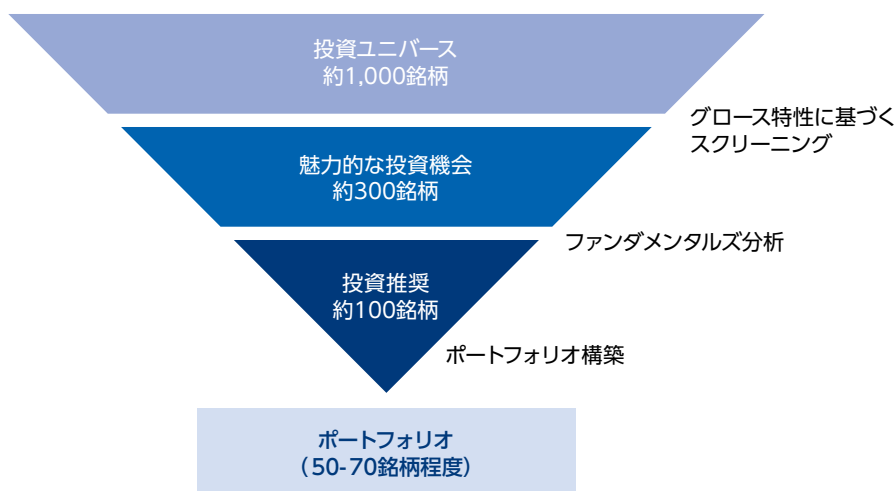 投資ユニバース
約1,000銘柄
グロース特性に基づく
スクリーニング
魅力的な投資機会
約300銘柄
ファンダメンタルズ分析
投資推奨
約100銘柄
ポートフォリオ構築
ポートフォリオ
（50-70銘柄程度）